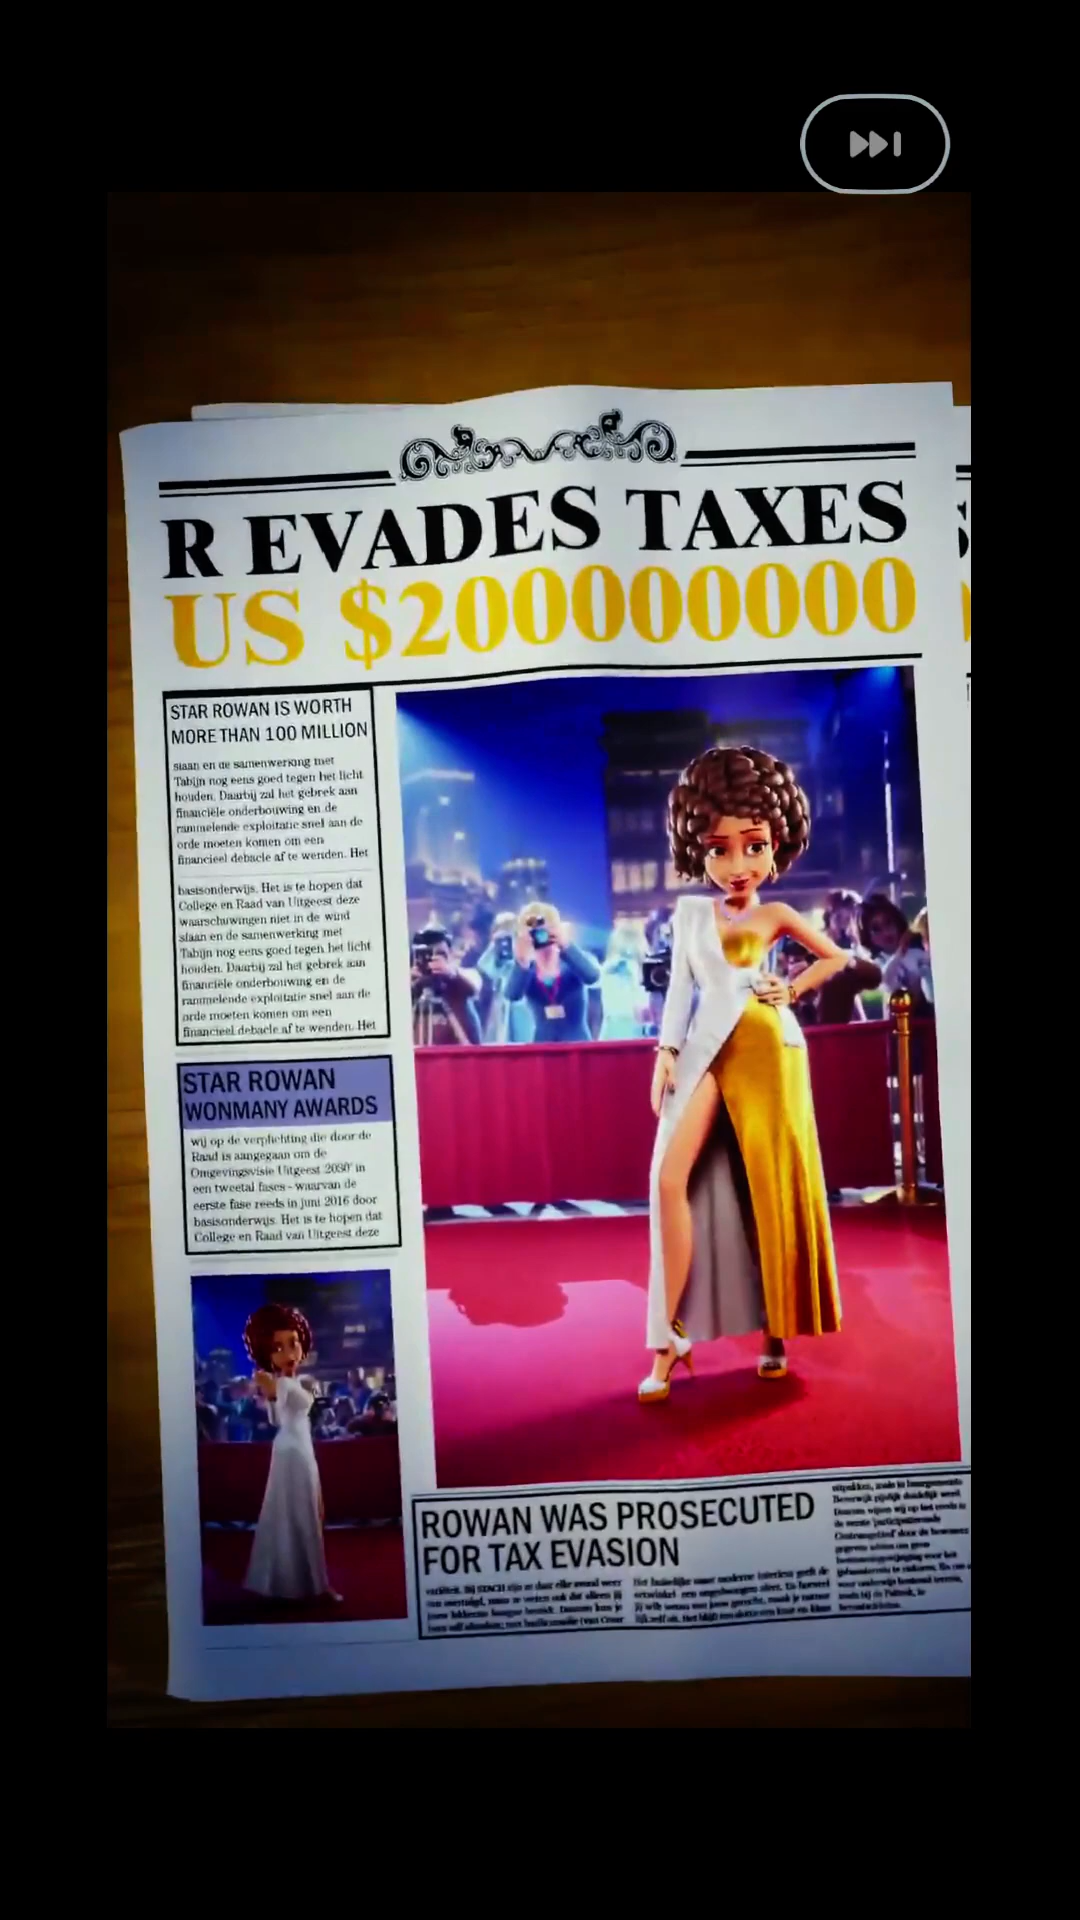 R EVADES TAXES
US $200000000
STAR ROWAN IS WORTH
MORE THAN 100 MILLION
slaan en de samenwerking met
Tabijn nog eens goed tegen het licht
houden. Daarbij zal het gebrek aan
financiële onderbouwing en de
rammelende exploitatie snel aan de
orde moeten komen om een
financieel debacle af te wenden. Het
basisonderwijs. Het is te hopen dat
College en Raad van Uitgeest deze
waarschuwingen niet in de wind
slaan en de samenwerking met
Tabijn nog eens goed tegen het licht
houden. Daarbij zal het gebrek aan
financiële onderbouwing en de
rammelende exploitatie snel aan de
orde moeten komen om een
financieel debacle af te wenden. Het
STAR ROWAN
WONMANY AWARDS
wij op de verplichting die door de
Raad is aangegaan om de
Omgevingsvisie Uitgeest 2030' in
een tweetal fases - waarvan de
eerste fase reeds in juni 2016 door
basisonderwijs. Het is te hopen dat
College en Raad van Uitgeest deze
ROWAN WAS PROSECUTED
FOR TAX EVASION